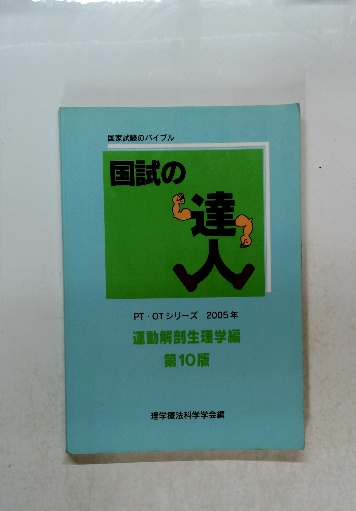 国家試験のバイブル
国試の
達
人
PT・OTシリーズ 2005年
運動解剖生理学編
第10版
理学療法科学学会編